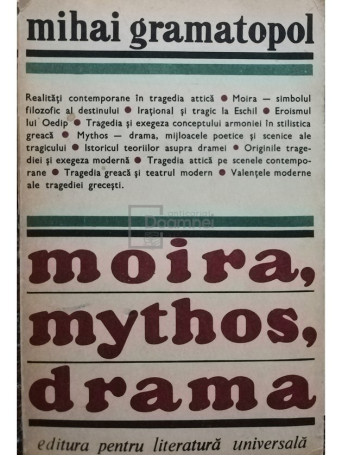 mihai gramatopol
Realități contemporane în tragedia attică ● Moira — simbolul
filozofic al destinului ● Irațional și tragic la Eschil ● Eroismul
lui Oedip ● Tragedia și exegeza conceptului armoniei în stilistica
greacă ● Mythos — drama, mijloacele poetice și scenice ale
tragicului ● Istoricul teoriilor asupra dramei ● Originile trage-
diei și exegeza modernă ● Tragedia attică pe scenele contempo-
rane ● Tragedia greacă și teatrul modern ● Valențele moderne
ale tragediei grecești.
moira,
mythos,
drama
editura pentru literatură universală